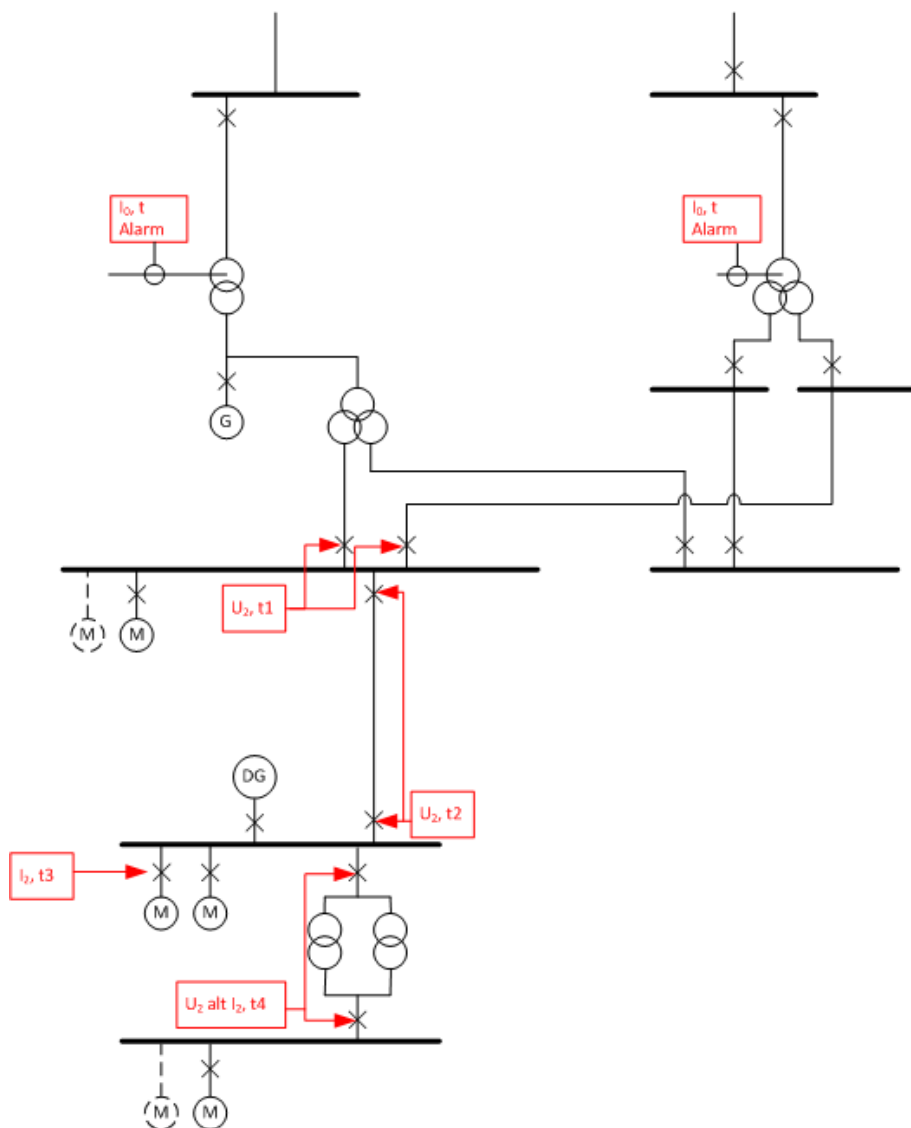 I₀, t
Alarm
I₀, t
Alarm
G
U₂, t1
M
M
DG
U₂, t2
I₂, t3
M
M
U₂ alt I₂, t4
M
M